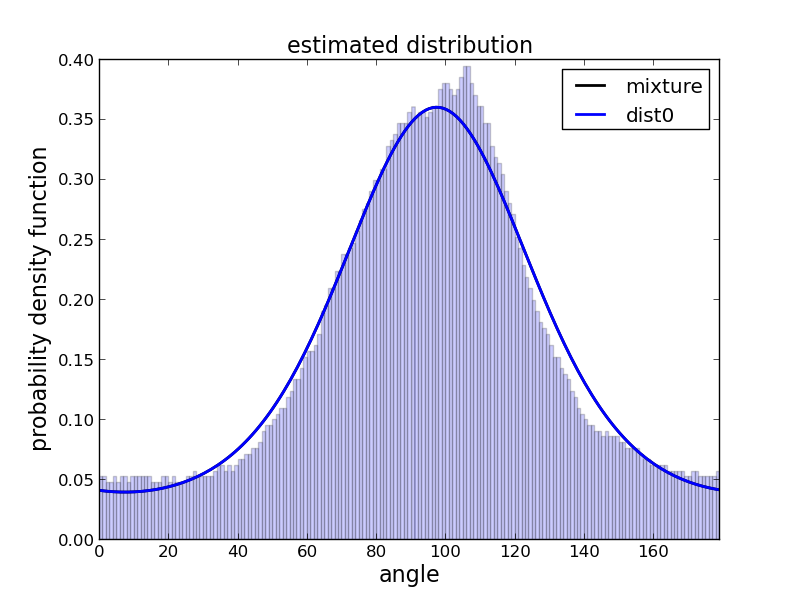 estimated distribution
mixture
dist0
probability density function
0.40
0.35
0.30
0.25
0.20
0.15
0.10
0.05
0.00
0 20 40 60 80 100 120 140 160
angle